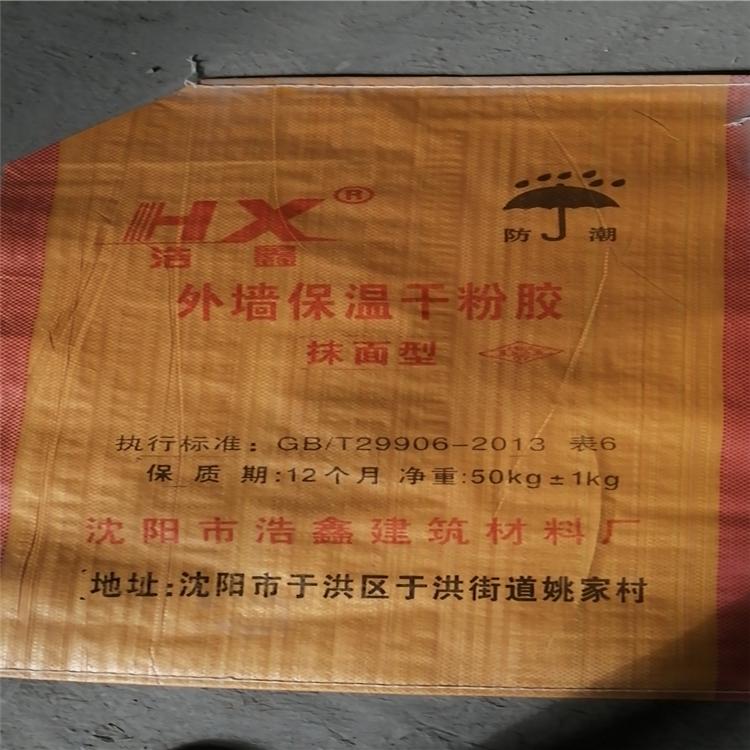 HX®
浩鑫
防潮
外墙保温干粉胶
抹面型
执行标准：GB/T29906-2013 表6
保质期:12个月 净重:50kg±1kg
沈阳市浩鑫建筑材料厂
地址:沈阳市于洪区于洪街道姚家村